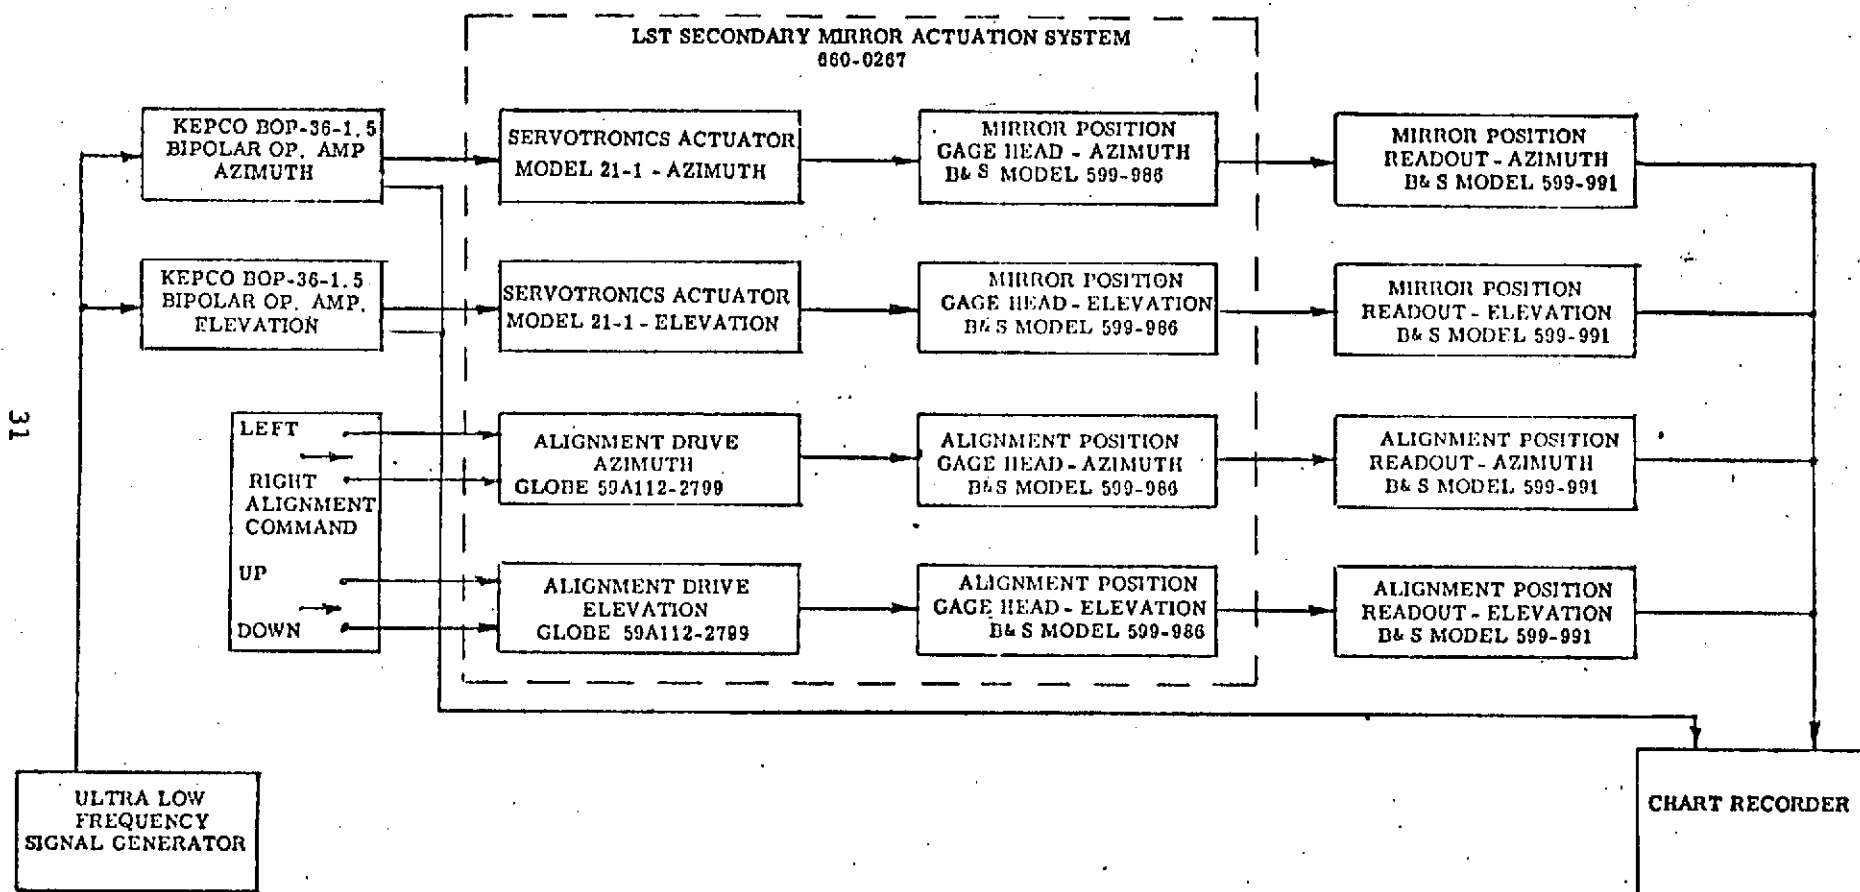 LST SECONDARY MIRROR ACTUATION SYSTEM
660-0267
KEPCO BOP-36-1.5
BIPOLAR OP. AMP
AZIMUTH
SERVOTRONICS ACTUATOR
MODEL 21-1 - AZIMUTH
MIRROR POSITION
GAGE HEAD - AZIMUTH
B&S MODEL 599-986
MIRROR POSITION
READOUT - AZIMUTH
B&S MODEL 599-991
KEPCO BOP-36-1.5
BIPOLAR OP. AMP.
ELEVATION
SERVOTRONICS ACTUATOR
MODEL 21-1 - ELEVATION
MIRROR POSITION
GAGE HEAD - ELEVATION
B&S MODEL 599-986
MIRROR POSITION
READOUT - ELEVATION
B&S MODEL 599-991
31
LEFT
RIGHT
ALIGNMENT
COMMAND
UP
DOWN
ALIGNMENT DRIVE
AZIMUTH
GLOBE 59A112-2799
ALIGNMENT POSITION
GAGE HEAD - AZIMUTH
B&S MODEL 599-986
ALIGNMENT POSITION
READOUT - AZIMUTH
B&S MODEL 599-991
ALIGNMENT DRIVE
ELEVATION
GLOBE 59A112-2799
ALIGNMENT POSITION
GAGE HEAD - ELEVATION
B&S MODEL 599-986
ALIGNMENT POSITION
READOUT - ELEVATION
B&S MODEL 599-991
ULTRA LOW
FREQUENCY
SIGNAL GENERATOR
CHART RECORDER